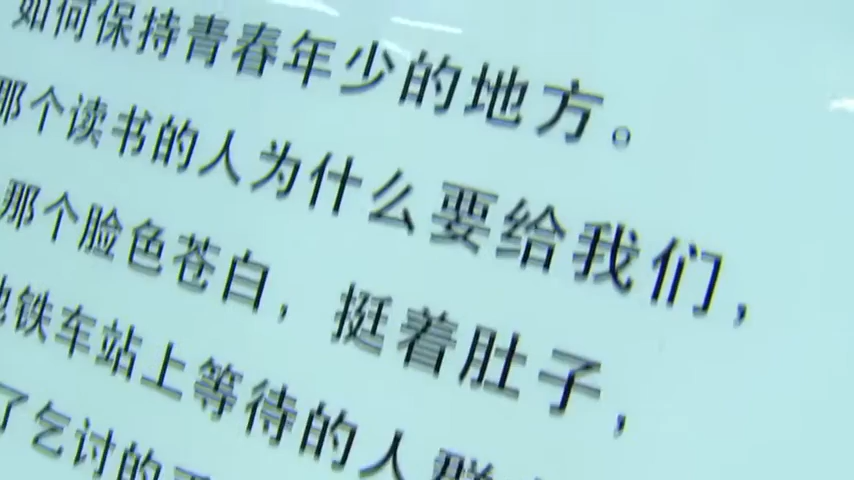 如何保持青春年少的地方。
那个读书的人为什么要给我们,
那个脸色苍白,挺着肚子,
地铁车站上等待的人群
了乞讨的